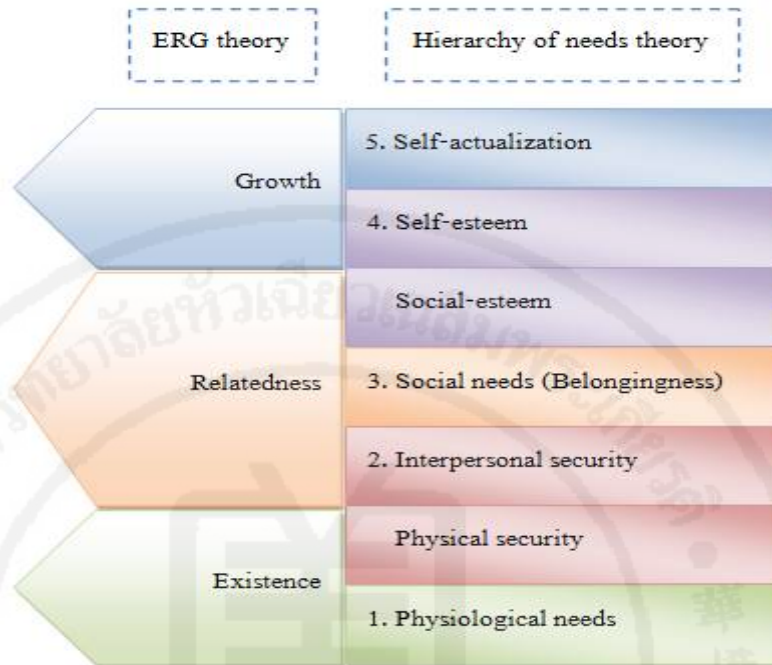 ERG theory
Hierarchy of needs theory
Growth
5. Self-actualization
4. Self-esteem
Social-esteem
Relatedness
3. Social needs (Belongingness)
2. Interpersonal security
Physical security
Existence
1. Physiological needs